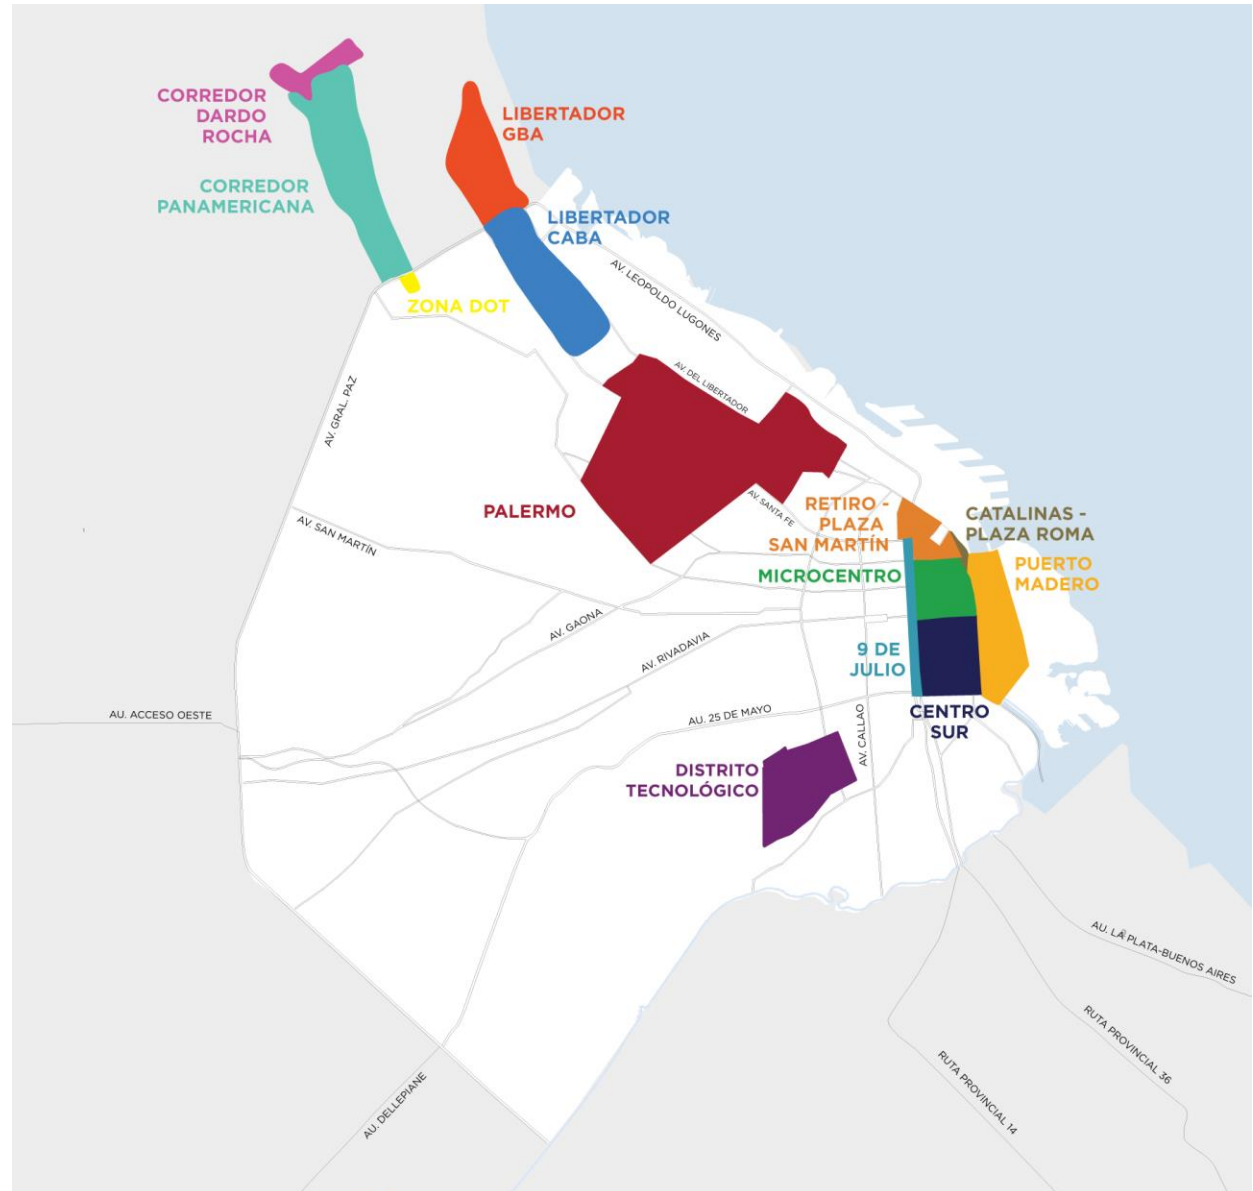 CORREDOR
DARDO
ROCHA
LIBERTADOR
GBA
CORREDOR
PANAMERICANA
LIBERTADOR
CABA
ZONA DOT
AV. LEOPOLDO LUGONES
AV. DEL LIBERTADOR
AV. GRAL. PAZ
PALERMO
AV. SANTA FE
RETIRO -
PLAZA
SAN MARTÍN
CATALINAS -
PLAZA ROMA
AV. SAN MARTÍN
MICROCENTRO
PUERTO
MADERO
AV. GAONA
AV. RIVADAVIA
9 DE
JULIO
AU. ACCESO OESTE
AU. 25 DE MAYO
AV. CALLAO
CENTRO
SUR
DISTRITO
TECNOLÓGICO
AU. LA PLATA-BUENOS AIRES
RUTA PROVINCIAL 36
RUTA PROVINCIAL 14
AU. DELLEPIANE